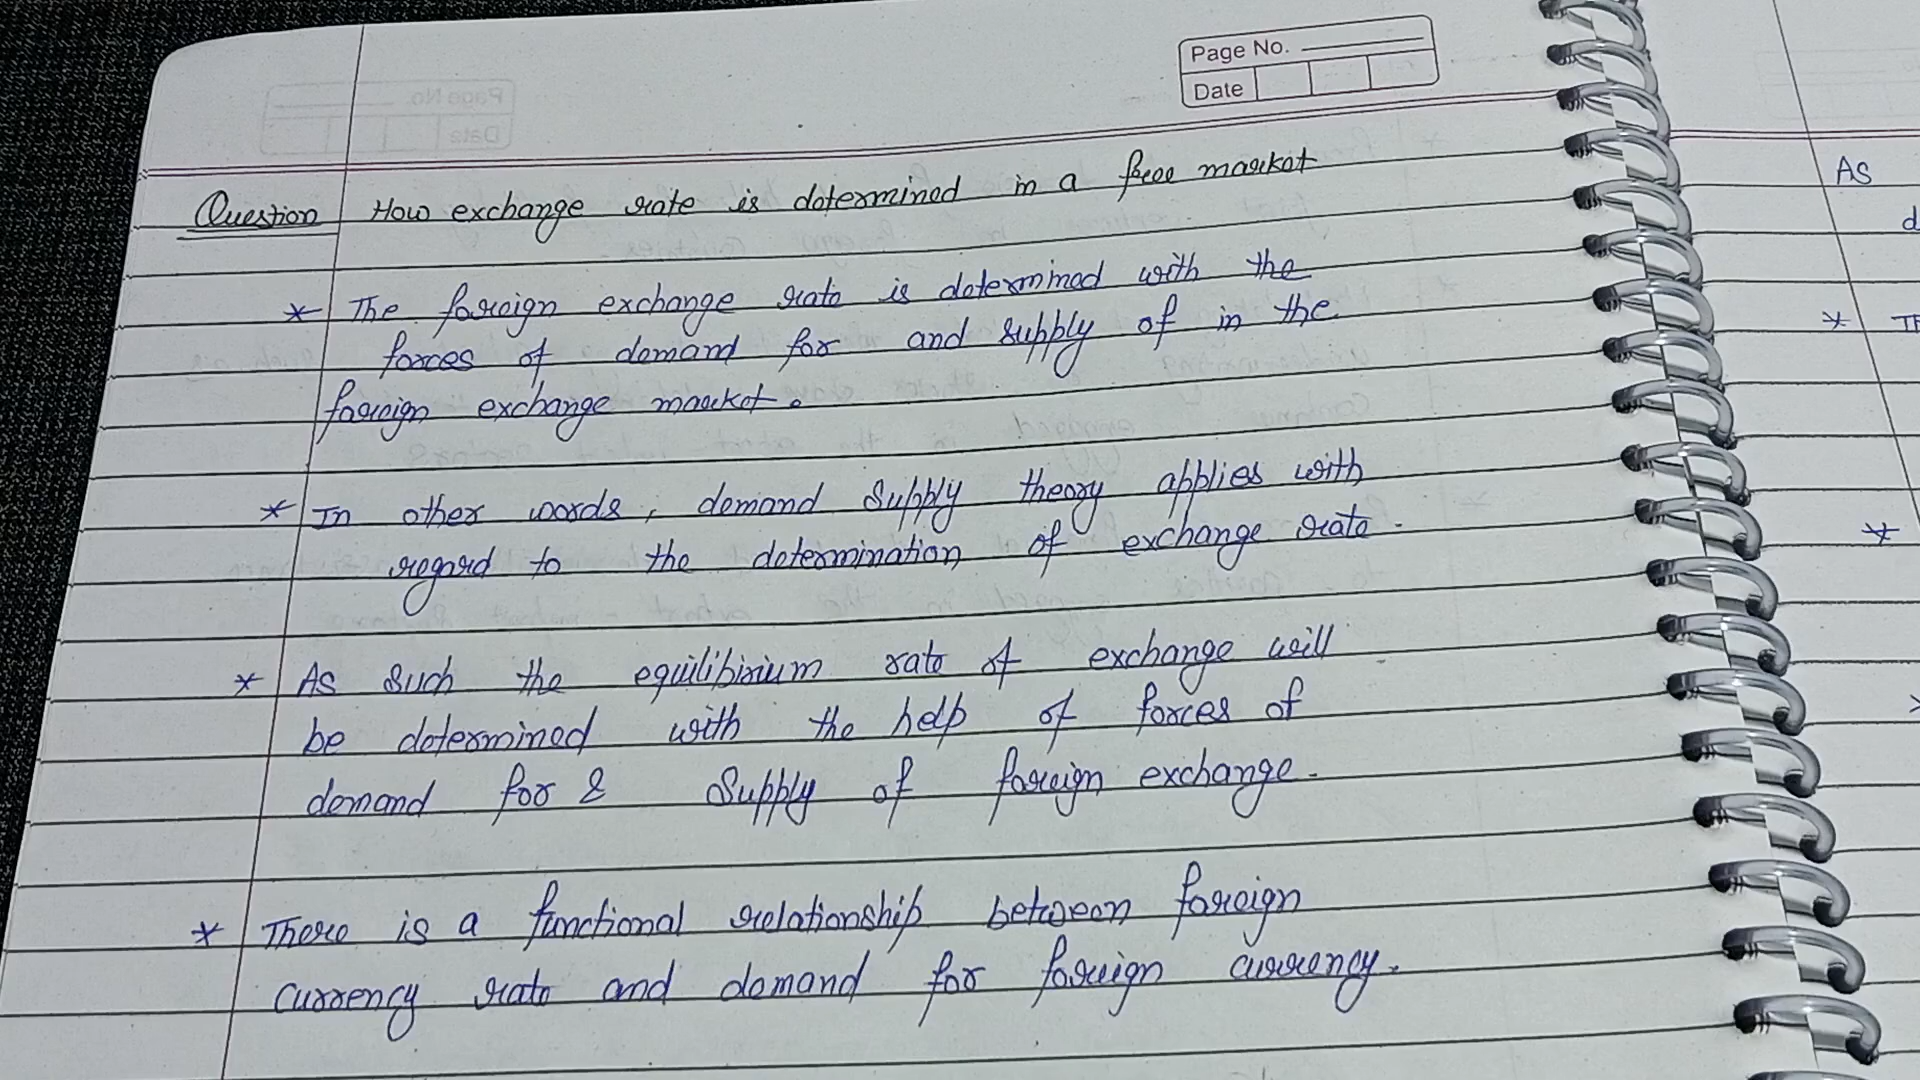 Page No.
Date
Question How exchange rate is determined in a free market
* The foreign exchange rate is determined with the
forces of demand for and supply of in the
foreign exchange market.
* In other words, demand supply theory applies with
regard to the determination of exchange rate.
* As such the equilibirium rate of exchange will
be determined with the help of forces of
demand for & supply of foreign exchange.
* There is a functional relationship between foreign
currency rate and demand for foreign currency.
As
d
* Th
*